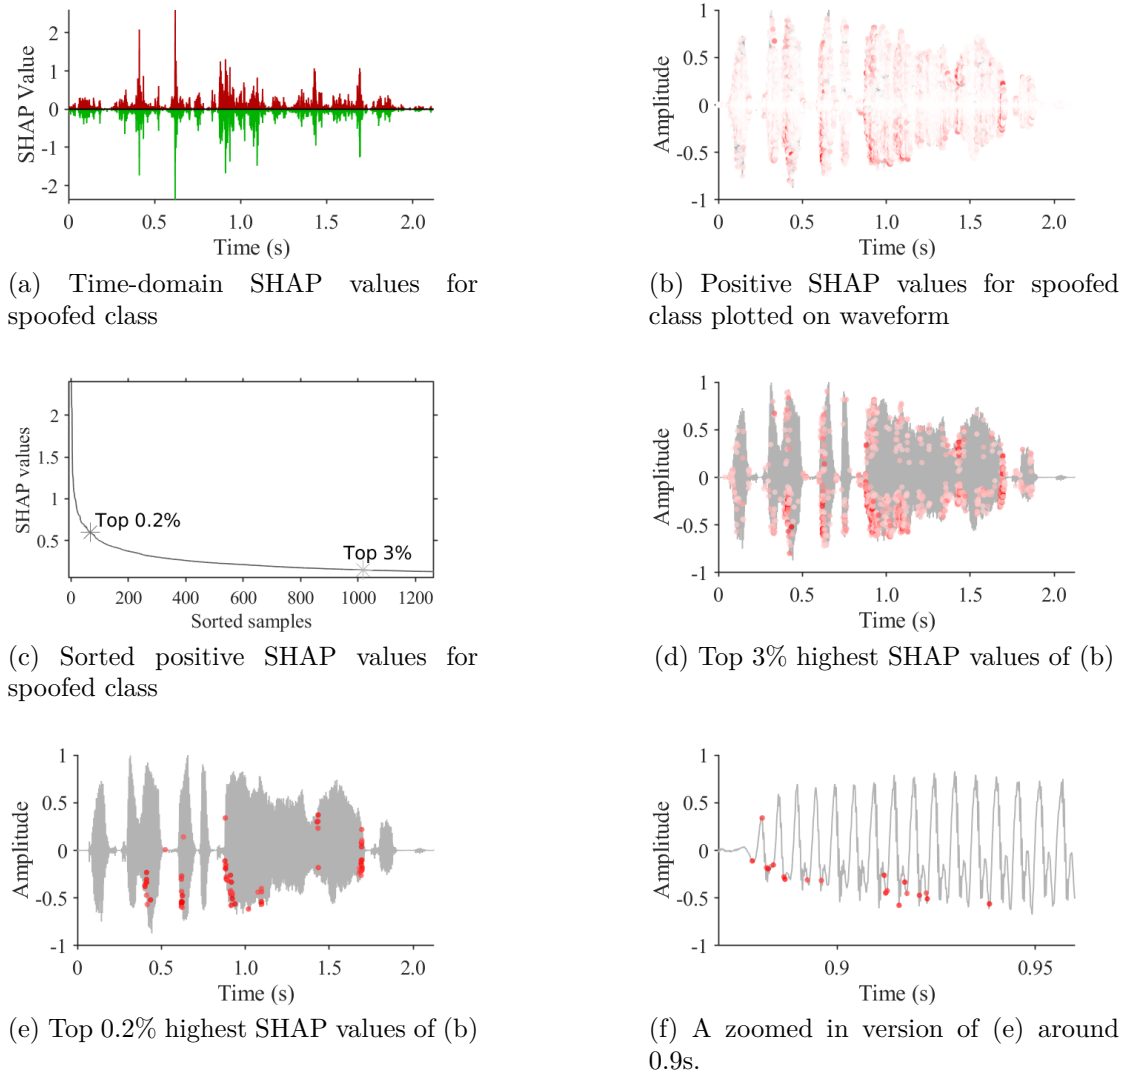 2
1
0
-1
-2
SHAP Value
0
0.5
1.0
1.5
2.0
Time (s)
(a) Time-domain SHAP values for
spoofed class
1
0.5
0
-0.5
-1
Amplitude
0
0.5
1.0
1.5
2.0
Time (s)
(b) Positive SHAP values for spoofed
class plotted on waveform
2
1.5
1
0.5
SHAP values
Top 0.2%
Top 3%
0
200
400
600
800
1000
1200
Sorted samples
(c) Sorted positive SHAP values for
spoofed class
1
0.5
0
-0.5
-1
Amplitude
0
0.5
1.0
1.5
2.0
Time (s)
(d) Top 3% highest SHAP values of (b)
1
0.5
0
-0.5
-1
Amplitude
0
0.5
1.0
1.5
2.0
Time (s)
(e) Top 0.2% highest SHAP values of (b)
1
0.5
0
-0.5
-1
Amplitude
0.9
0.95
Time (s)
(f) A zoomed in version of (e) around
0.9s.